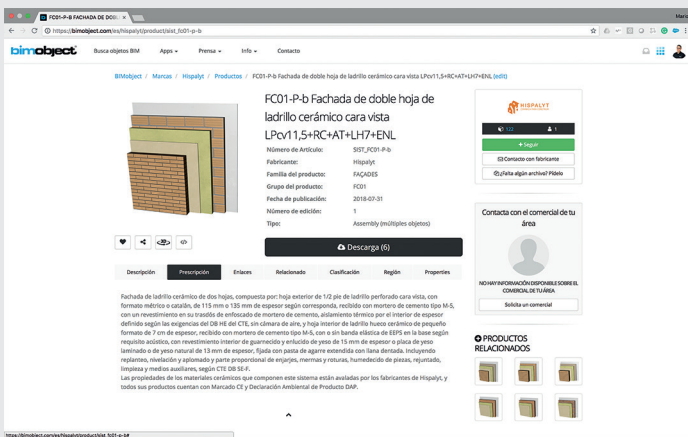 FC01-P-B FACHADA DE DOBL
Mario
https://bimobject.com/es/hispalyt/product/sist_fc01-p-b
bimobject
Busca objetos BIM
Apps
Prensa
Info
Contacto
BIMobject / Marcas / Hispalyt / Productos / FC01-P-b Fachada de doble hoja de ladrillo cerámico cara vista LPcv11,5+RC+AT+LH7+ENL (edit)
FC01-P-b Fachada de doble hoja de
ladrillo cerámico cara vista
LPcv11,5+RC+AT+LH7+ENL
Número de Artículo: SIST_FC01-P-b
Fabricante: Hispalyt
Familia del producto: FAÇADES
Grupo del producto: FC01
Fecha de publicación: 2018-07-31
Número de edición: 1
Tipo: Assembly (múltiples objetos)
Descarga (6)
HISPALYT
122
1
+ Seguir
Contacto con fabricante
¿Falta algún archivo? Pídelo
Contacta con el comercial de tu
área
NO HAY INFORMACIÓN DISPONIBLE SOBRE EL
COMERCIAL DE TU ÁREA
Solicita un comercial
Descripción
Prescripción
Enlaces
Relacionado
Clasificación
Región
Properties
Fachada de ladrillo cerámico de dos hojas, compuesta por: hoja exterior de 1/2 pie de ladrillo perforado cara vista, con
formato métrico o catalán, de 115 mm o 135 mm de espesor según corresponda, recibido con mortero de cemento tipo M-5,
con un revestimiento en su trasdós de enfoscado de mortero de cemento, aislamiento térmico por el interior de espesor
definido según las exigencias del DB HE del CTE, sin cámara de aire, y hoja interior de ladrillo hueco cerámico de pequeño
formato de 7 cm de espesor, recibido con mortero de cemento tipo M-5, con o sin banda elástica de EEPS en la base según
requisito acústico, con revestimiento interior de guarnecido y enlucido de yeso de 15 mm de espesor o placa de yeso
laminado o de yeso natural de 13 mm de espesor, fijada con pasta de agarre extendida con llana dentada. Incluyendo
replanteos, nivelación y aplomado y parte proporcional de enjarjes, mermas y roturas, humedecido de piezas, rejuntado,
limpieza y medios auxiliares, según CTE DB SE-F.
Las propiedades de los materiales cerámicos que componen este sistema están avaladas por los fabricantes de Hispalyt, y
todos sus productos cuentan con Marcado CE y Declaración Ambiental de Producto DAP.
PRODUCTOS
RELACIONADOS
https://bimobject.com/es/hispalyt/product/sist_fc01-p-b#